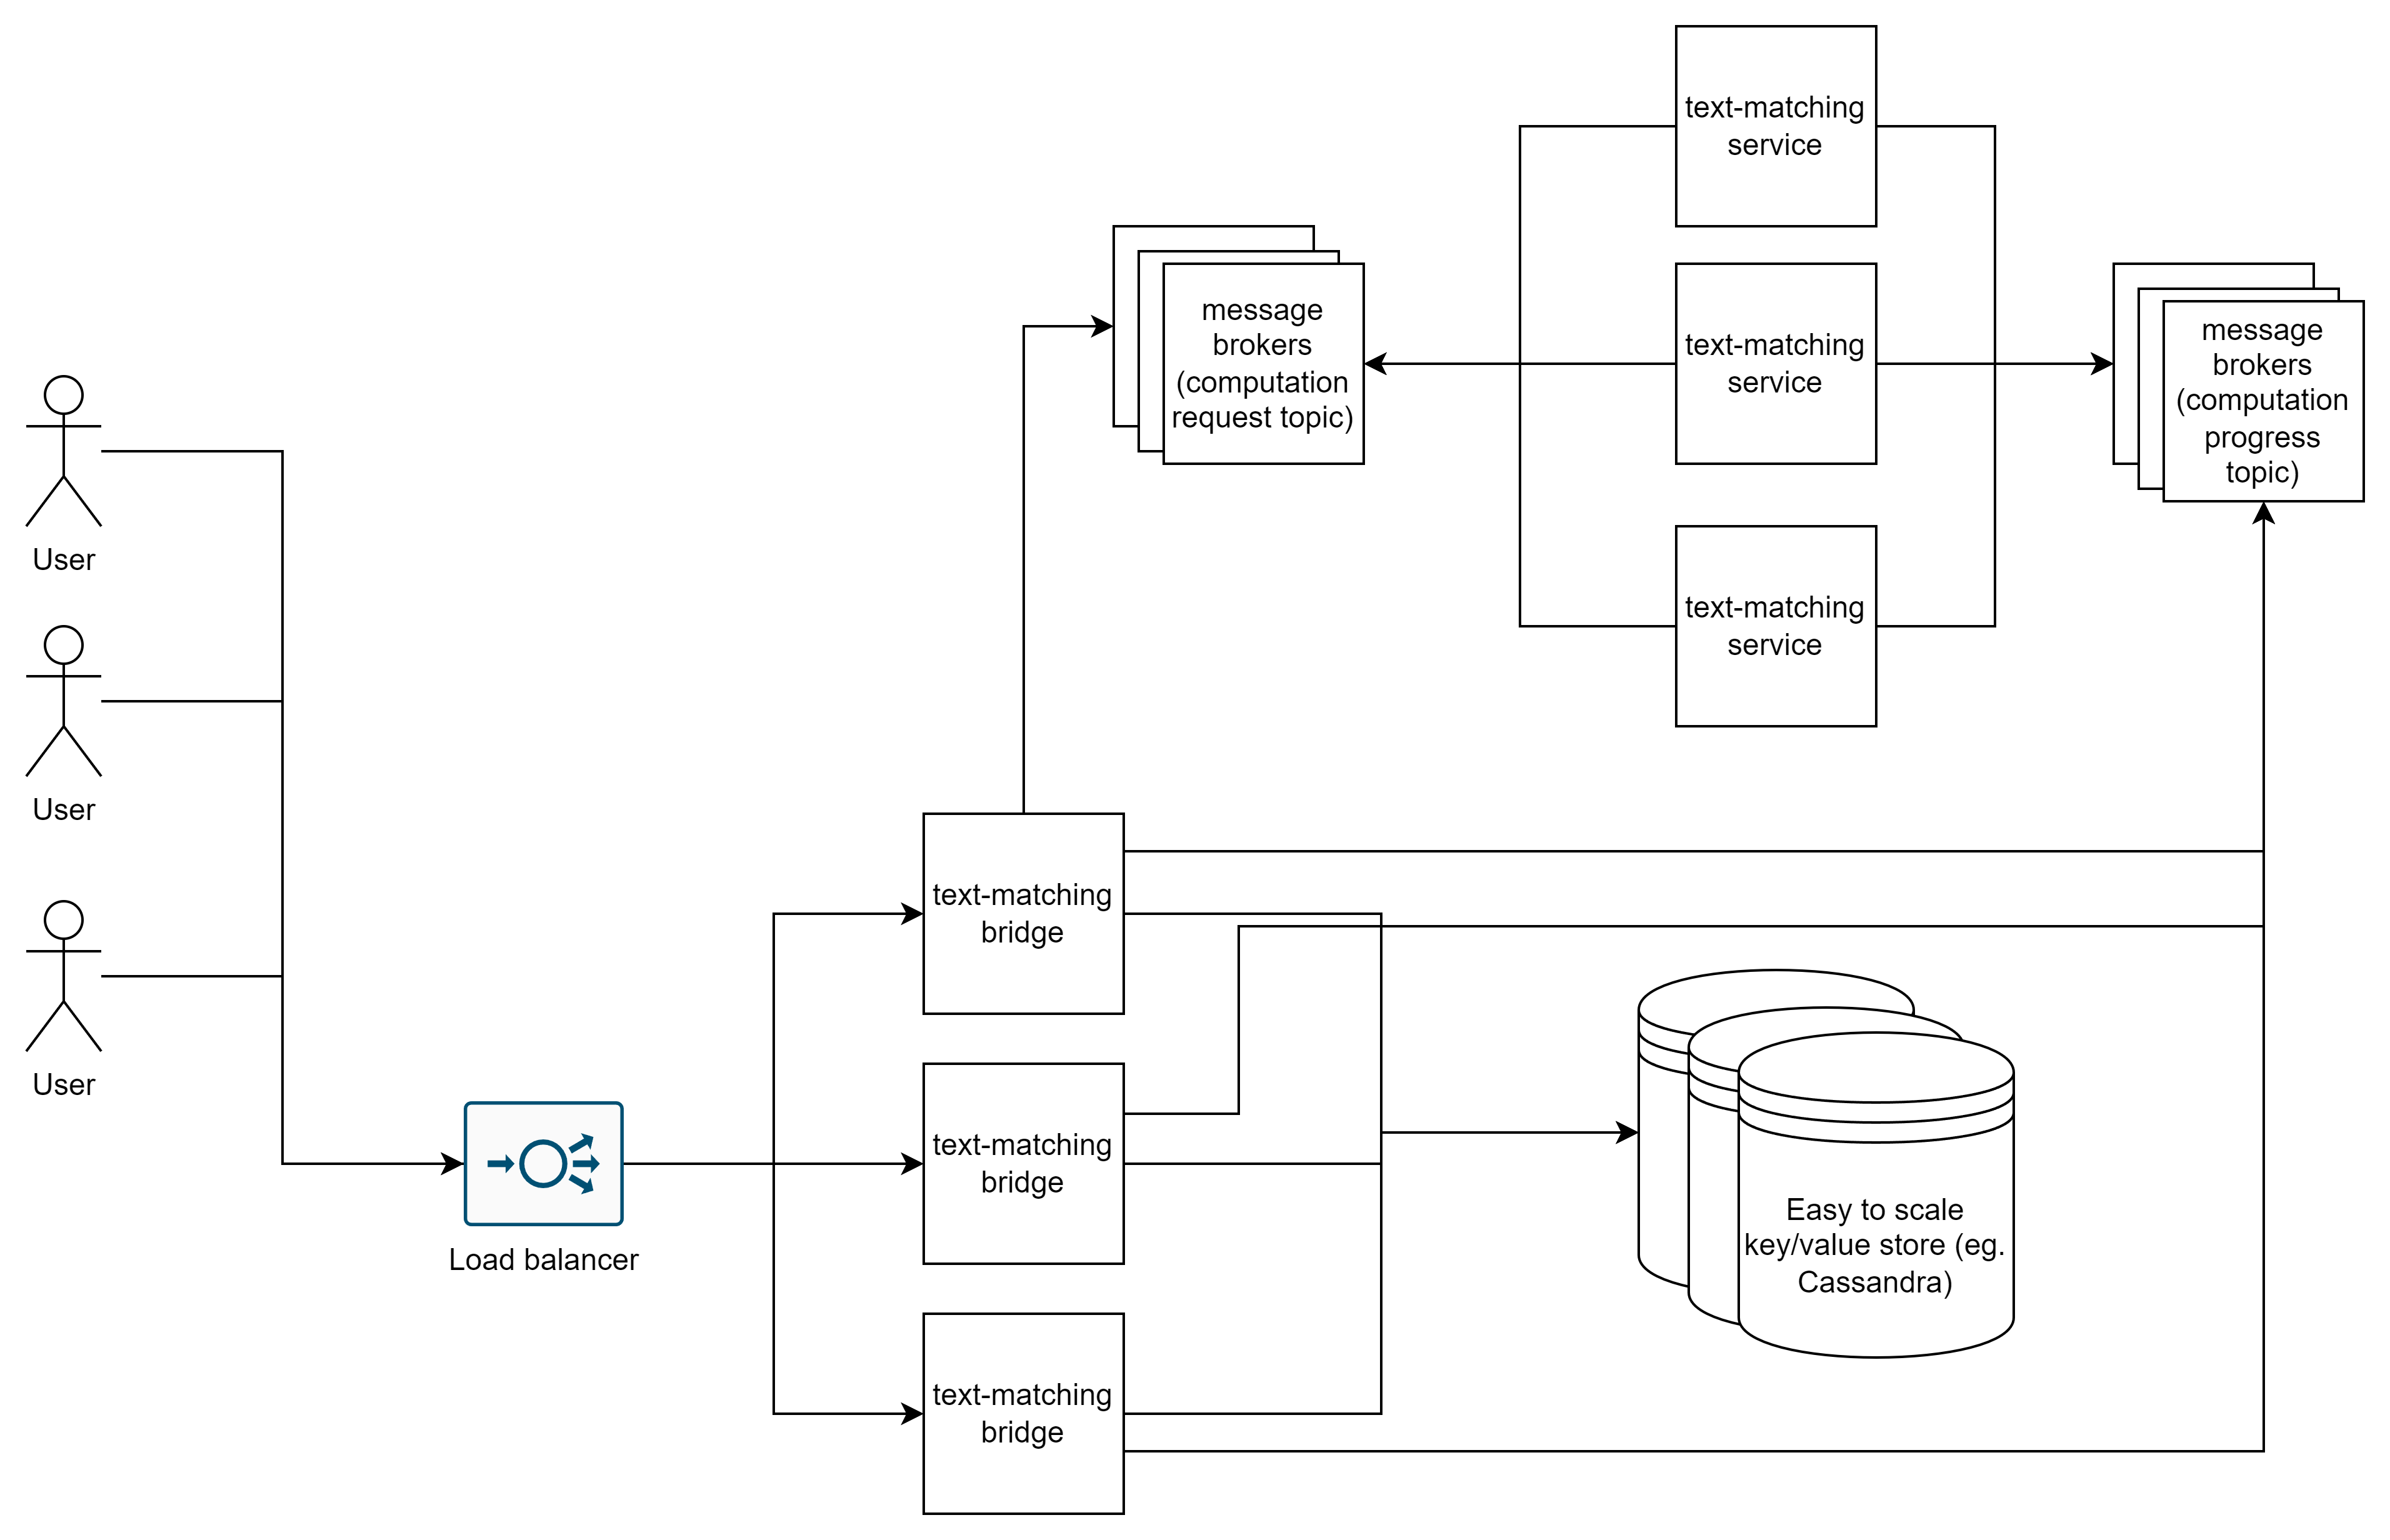 text-matching
service
message
brokers
(computation
request topic)
text-matching
service
message
brokers
(computation
progress
topic)
User
text-matching
service
User
text-matching
bridge
User
text-matching
bridge
Load balancer
Easy to scale
key/value store (eg.
Cassandra)
text-matching
bridge